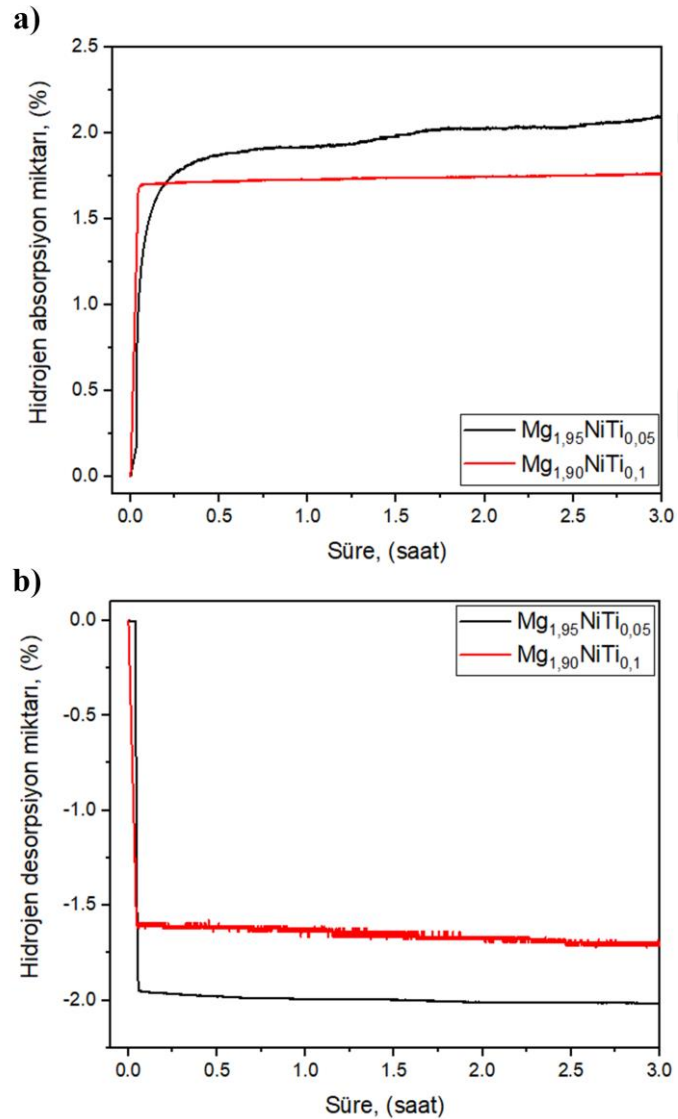 a)
2.5
2.0
1.5
1.0
0.5
0.0
Hidrojen absorpsiyon miktarı, (%)
Mg1,95NiTi0,05
Mg1,90NiTi0,1
0.0 0.5 1.0 1.5 2.0 2.5 3.0
Süre, (saat)
b)
0.0
-0.5
-1.0
-1.5
-2.0
Hidrojen desorpsiyon miktarı, (%)
Mg1,95NiTi0,05
Mg1,90NiTi0,1
0.0 0.5 1.0 1.5 2.0 2.5 3.0
Süre, (saat)